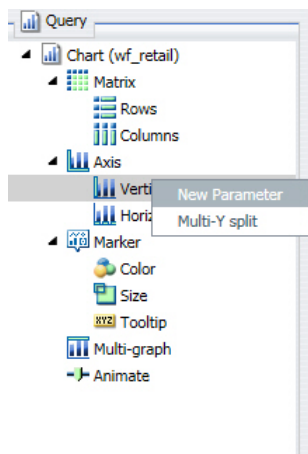 Query
Chart (wf_retail)
Matrix
Rows
Columns
Axis
Verti
New Parameter
Horiz
Multi-Y split
Marker
Color
Size
XYZ Tooltip
Multi-graph
Animate